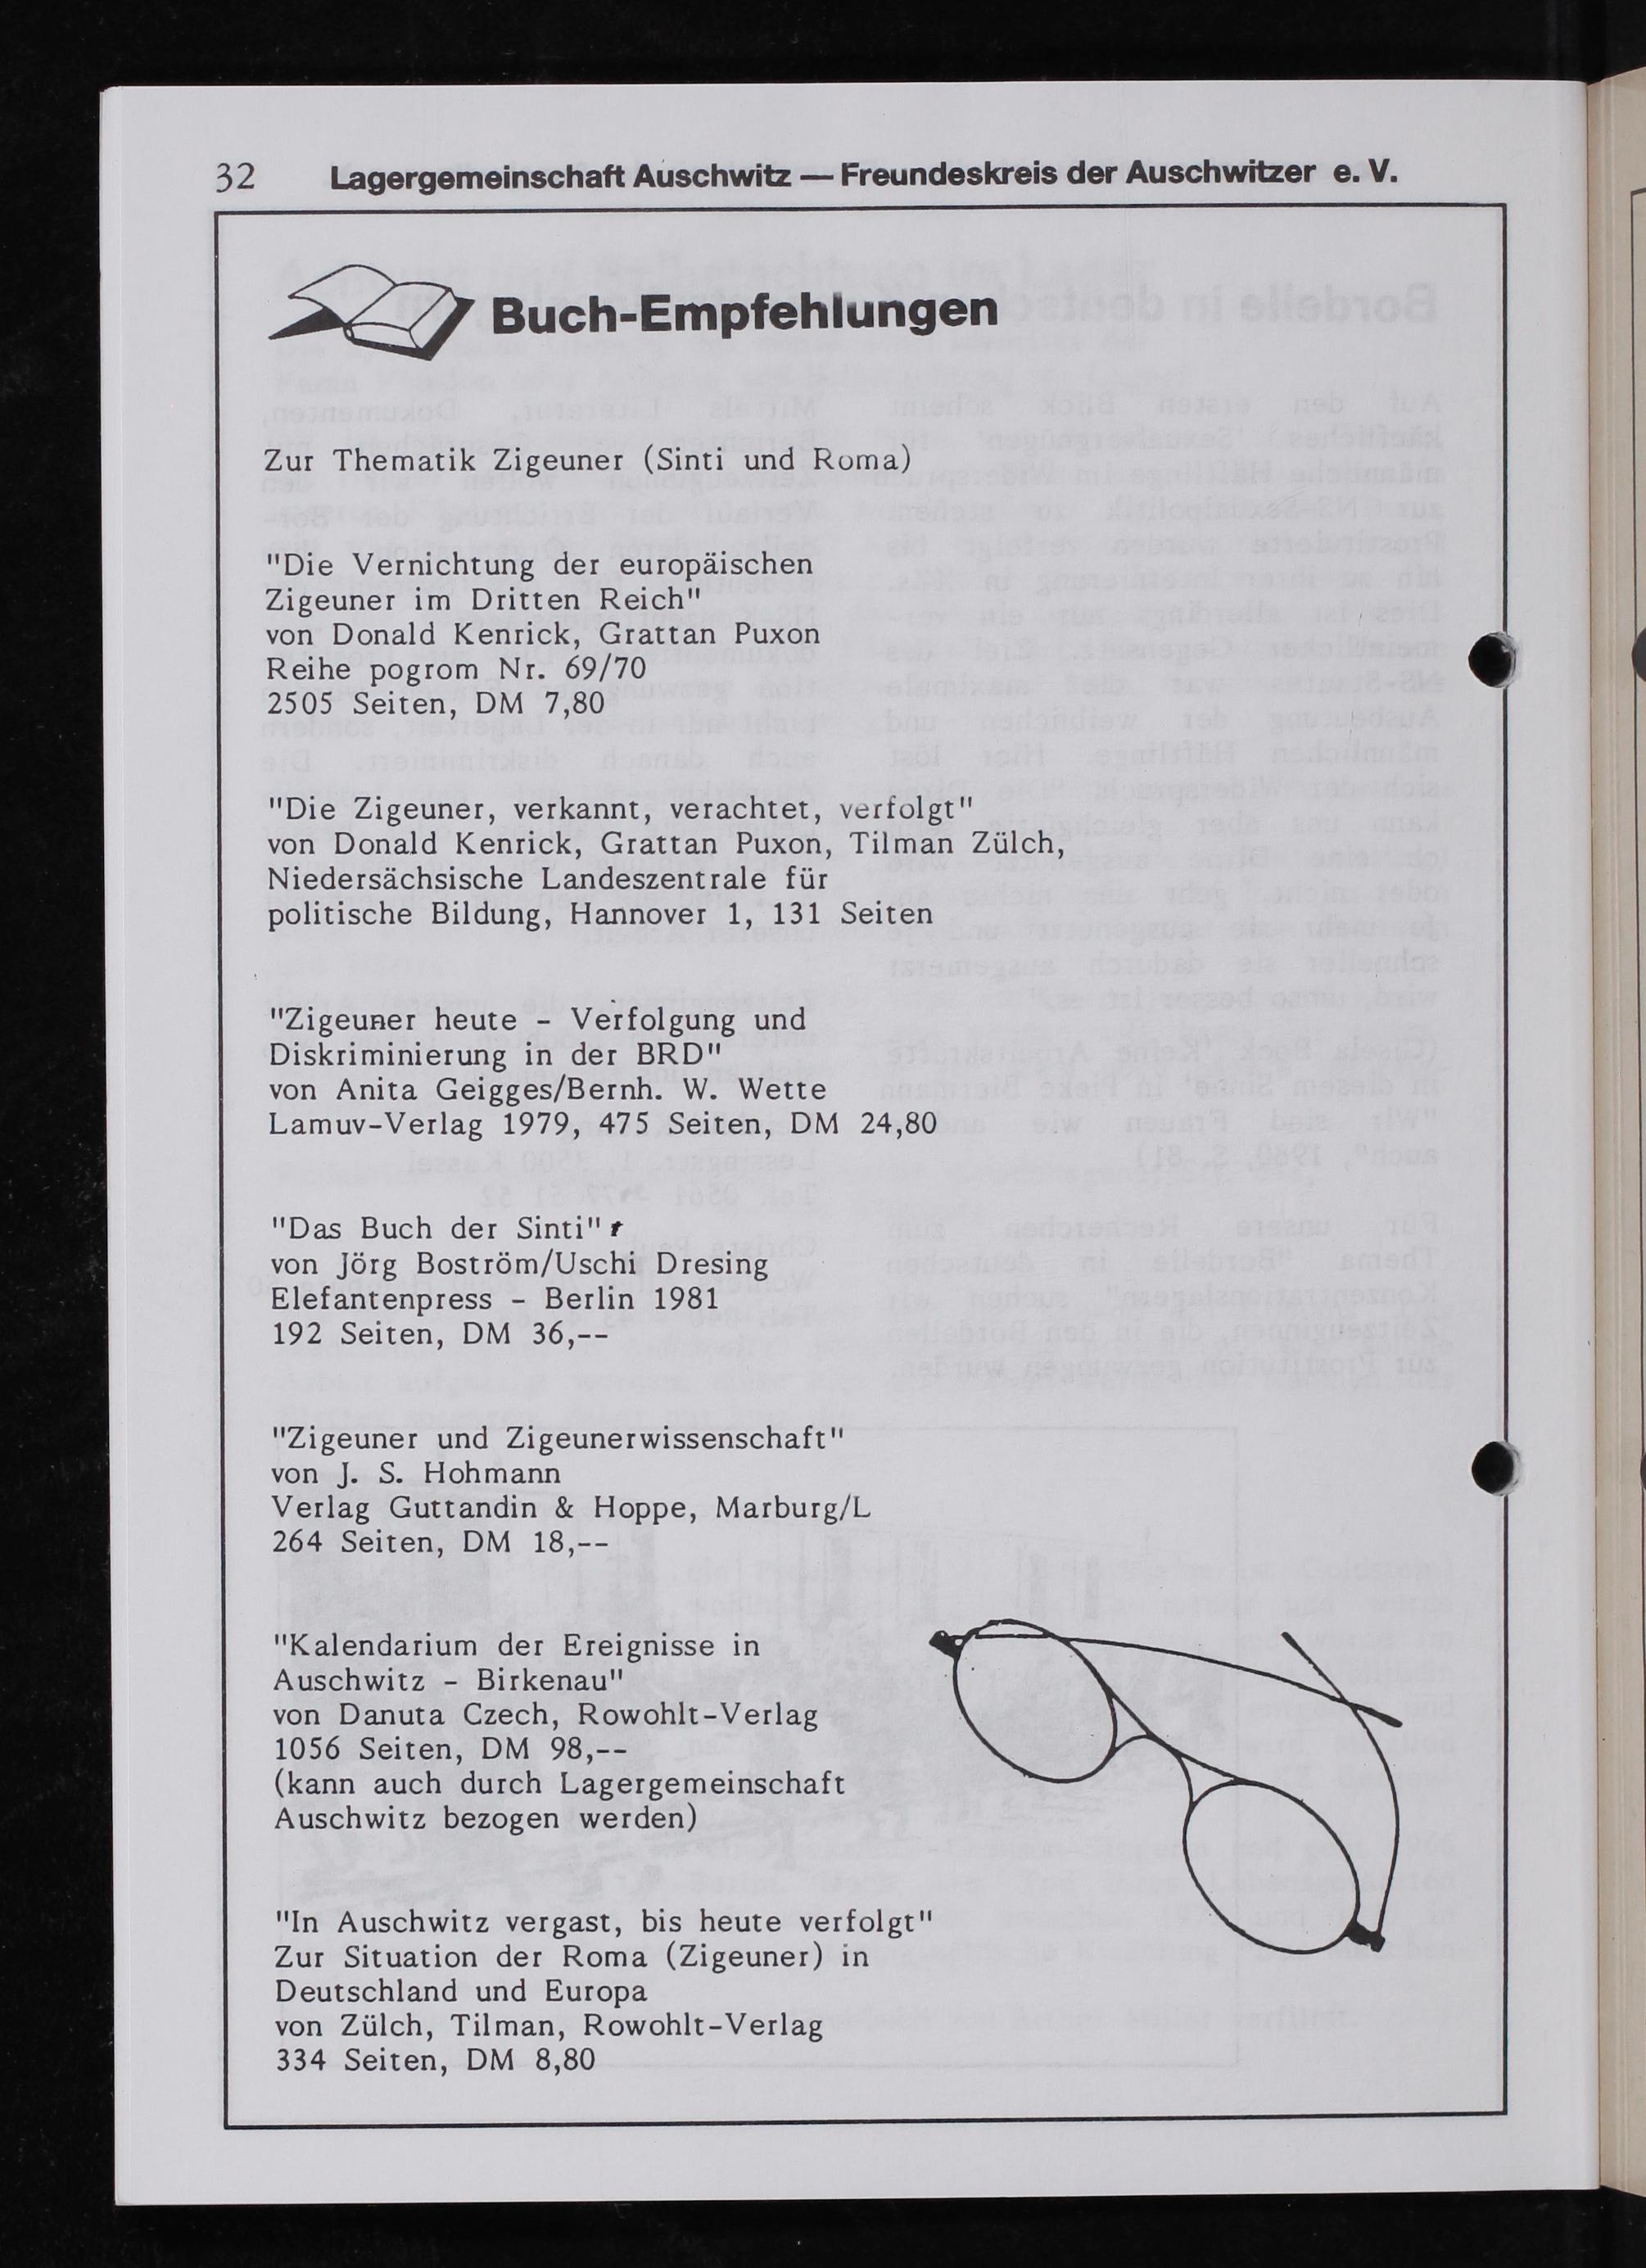 32 Lagergemeinschaft Auschwitz — Freundeskreis der Auschwitzer e. V.
Buch-Empfehlungen
Zur Thematik Zigeuner (Sinti und Roma)
"Die Vernichtung der europäischen
Zigeuner im Dritten Reich"
von Donald Kenrick, Grattan Puxon
Reihe pogrom Nr. 69/70
2505 Seiten, DM 7,80
"Die Zigeuner, verkannt, verachtet, verfolgt"
von Donald Kenrick, Grattan Puxon, Tilman Zülch,
Niedersächsische Landeszentrale für
politische Bildung, Hannover 1, 131 Seiten
"Zigeuner heute - Verfolgung und
Diskriminierung in der BRD"
von Anita Geigges/Bernh. W. Wette
Lamuv-Verlag 1979, 475 Seiten, DM 24,80
"Das Buch der Sinti"
von Jörg Boström/Uschi Dresing
Elefantenpress - Berlin 1981
192 Seiten, DM 36,--
"Zigeuner und Zigeunerwissenschaft"
von J. S. Hohmann
Verlag Guttandin & Hoppe, Marburg/L
264 Seiten, DM 18,--
"Kalendarium der Ereignisse in
Auschwitz - Birkenau"
von Danuta Czech, Rowohlt-Verlag
1056 Seiten, DM 98,--
(kann auch durch Lagergemeinschaft
Auschwitz bezogen werden)
"In Auschwitz vergast, bis heute verfolgt"
Zur Situation der Roma (Zigeuner) in
Deutschland und Europa
von Zülch, Tilman, Rowohlt-Verlag
334 Seiten, DM 8,80